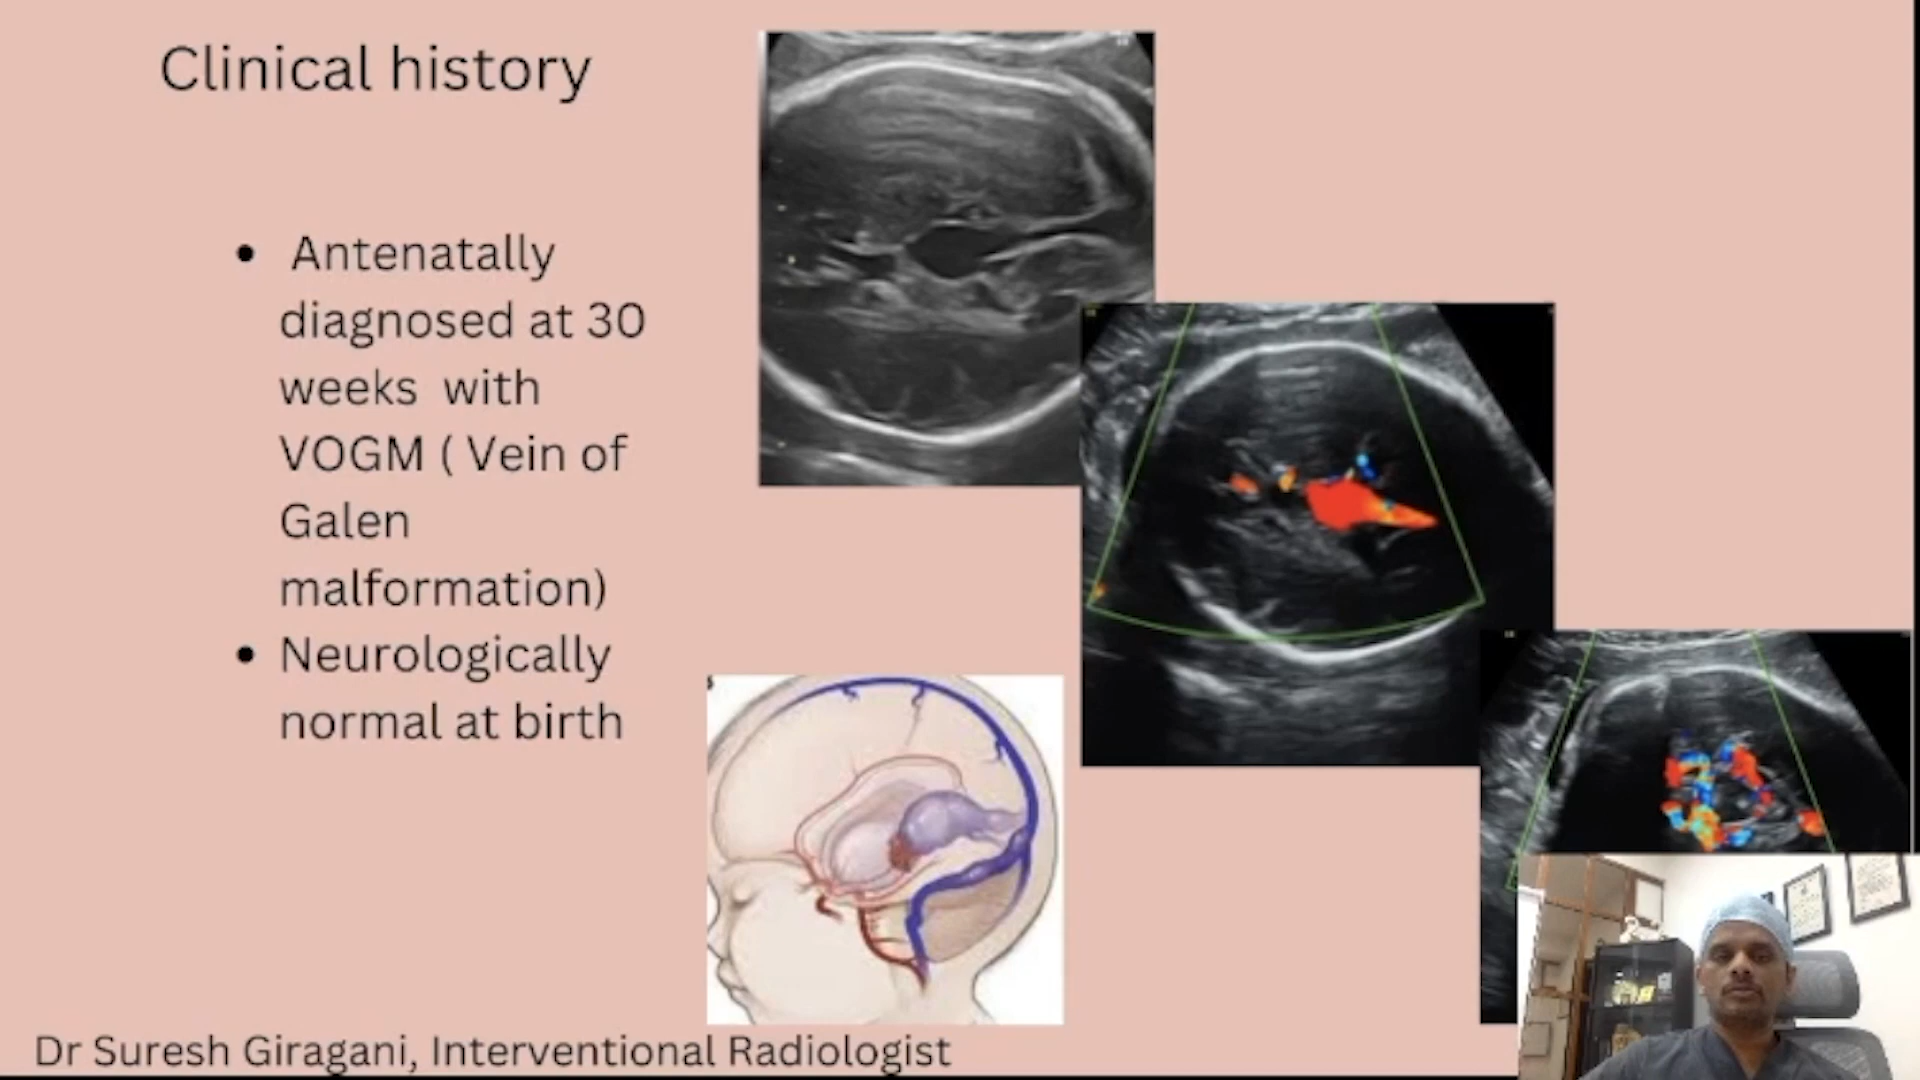 Clinical history
• Antenatally
diagnosed at 30
weeks with
VOGM ( Vein of
Galen
malformation)
• Neurologically
normal at birth
Dr Suresh Giragani, Interventional Radiologist